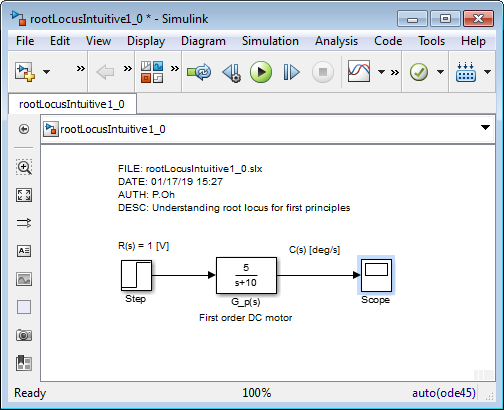 rootLocusIntuitive1_0 * - Simulink
File Edit View Display Diagram Simulation Analysis Code Tools Help
rootLocusIntuitive1_0
rootLocusIntuitive1_0
FILE: rootLocusIntuitive1_0.slx
DATE: 01/17/19 15:27
AUTH: P.Oh
DESC: Understanding root locus for first principles
R(s) = 1 [V]
C(s) [deg/s]
5
s+10
Step
G_p(s)
Scope
First order DC motor
Ready 100% auto(ode45)